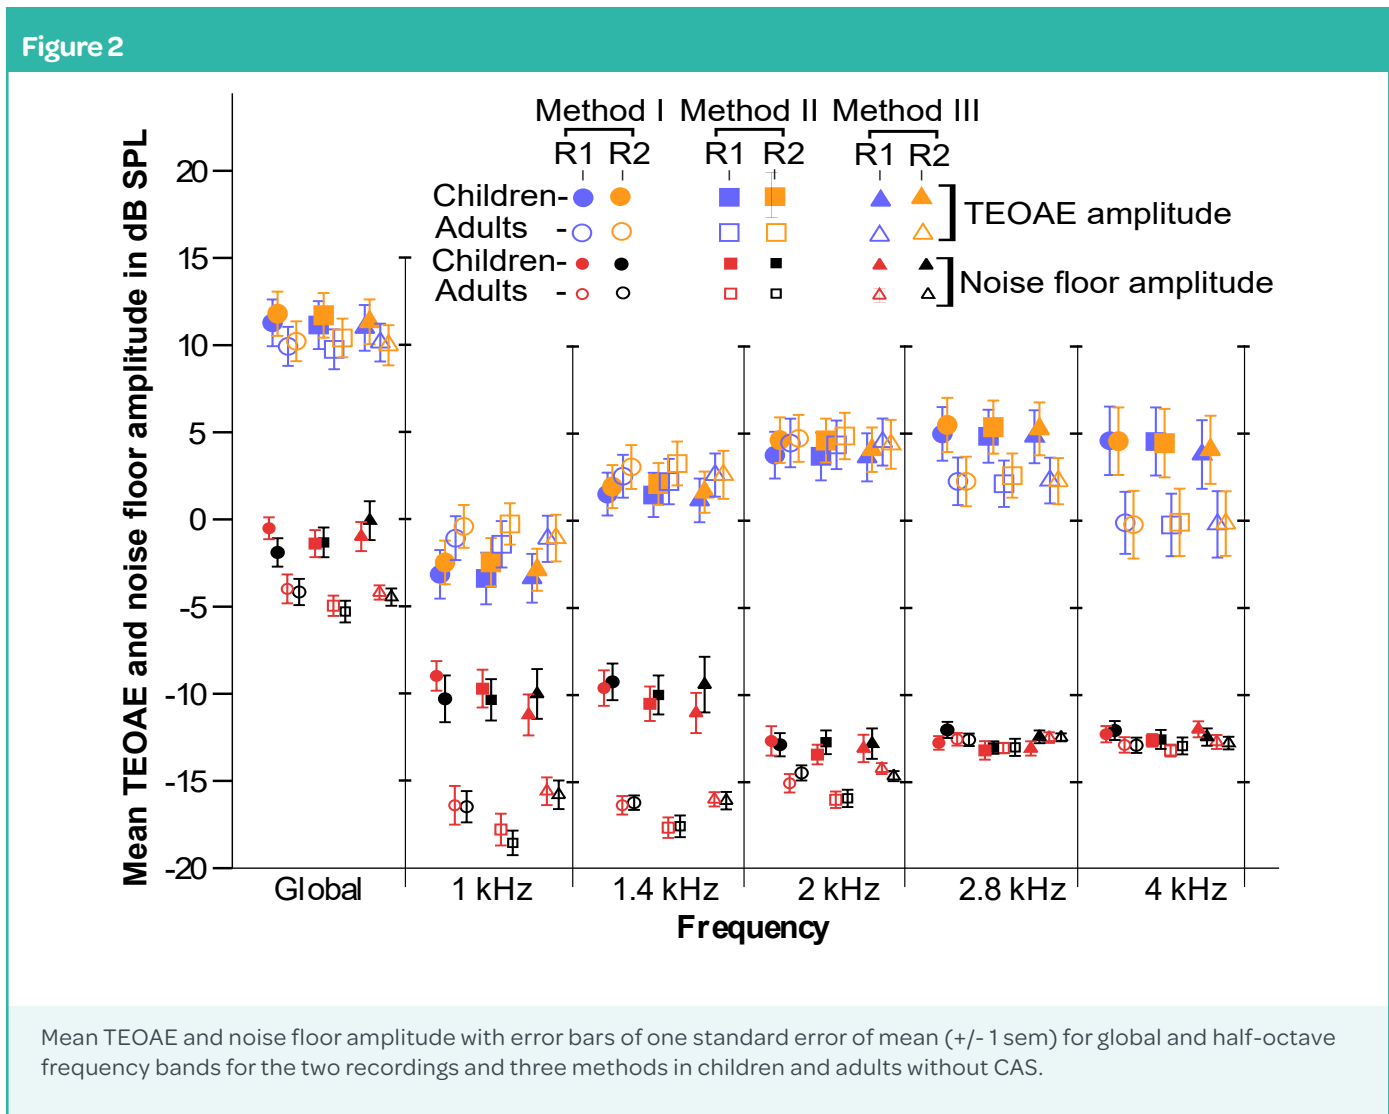 Figure 2
Method I Method II Method III
R1 R2 R1 R2 R1 R2
Children-
Adults -
TEOAE amplitude
Children-
Adults -
Noise floor amplitude
Mean TEOAE and noise floor amplitude in dB SPL
20
15
10
5
0
-5
-10
-15
-20
Global 1 kHz 1.4 kHz 2 kHz 2.8 kHz 4 kHz
Frequency
Mean TEOAE and noise floor amplitude with error bars of one standard error of mean (+/- 1 sem) for global and half-octave
frequency bands for the two recordings and three methods in children and adults without CAS.